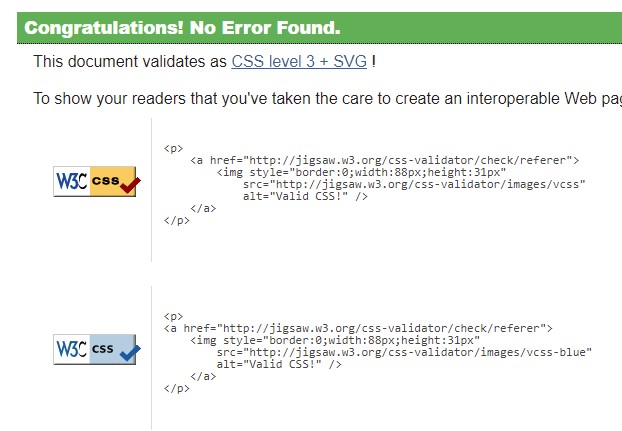 Congratulations! No Error Found.
This document validates as CSS level 3 + SVG !
To show your readers that you've taken the care to create an interoperable Web
W3C css
<p>
<a href="http://jigsaw.w3.org/css-validator/check/referer">
<img style="border:0;width:88px;height:31px"
src="http://jigsaw.w3.org/css-validator/images/vcss"
alt="Valid CSS!" />
</a>
</p>
W3C css
<p>
<a href="http://jigsaw.w3.org/css-validator/check/referer">
<img style="border:0;width:88px;height:31px"
src="http://jigsaw.w3.org/css-validator/images/vcss-blue"
alt="Valid CSS!" />
</a>
</p>